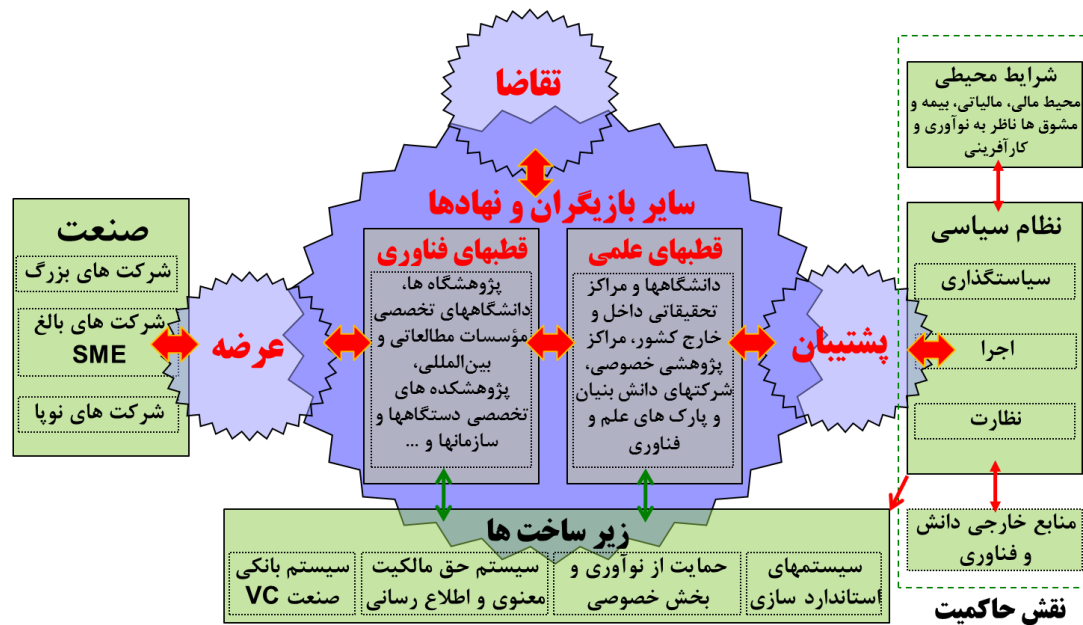 تقاضا
شرایط محیطی
محیط مالی، مالیاتی، بیمه و
مشوق ها ناظر به نوآوری و
کارآفرینی
نظام سیاسی
سیاستگذاری
اجرا
نظارت
منابع خارجی دانش
و فناوری
نقش حاکمیت
پشتیبان
سایر بازیگران و نهادها
قطبهای علمی
دانشگاهها و مراکز
تحقیقاتی داخل و
خارج کشور، مراکز
پژوهشی خصوصی،
شرکتهای دانش بنیان
و پارک های علم و
فناوری
قطبهای فناوری
پژوهشگاه ها،
دانشگاههای تخصصی
مؤسسات مطالعاتی و
بین‌المللی،
پژوهشکده های
تخصصی دستگاهها و
سازمانها و ...
عرضه
صنعت
شرکت های بزرگ
شرکت های بالغ
SME
شرکت های نوپا
زیر ساخت ها
سیستمهای
استاندارد سازی
حمایت از نوآوری و
بخش خصوصی
سیستم حق مالکیت
معنوی و اطلاع رسانی
سیستم بانکی
صنعت VC